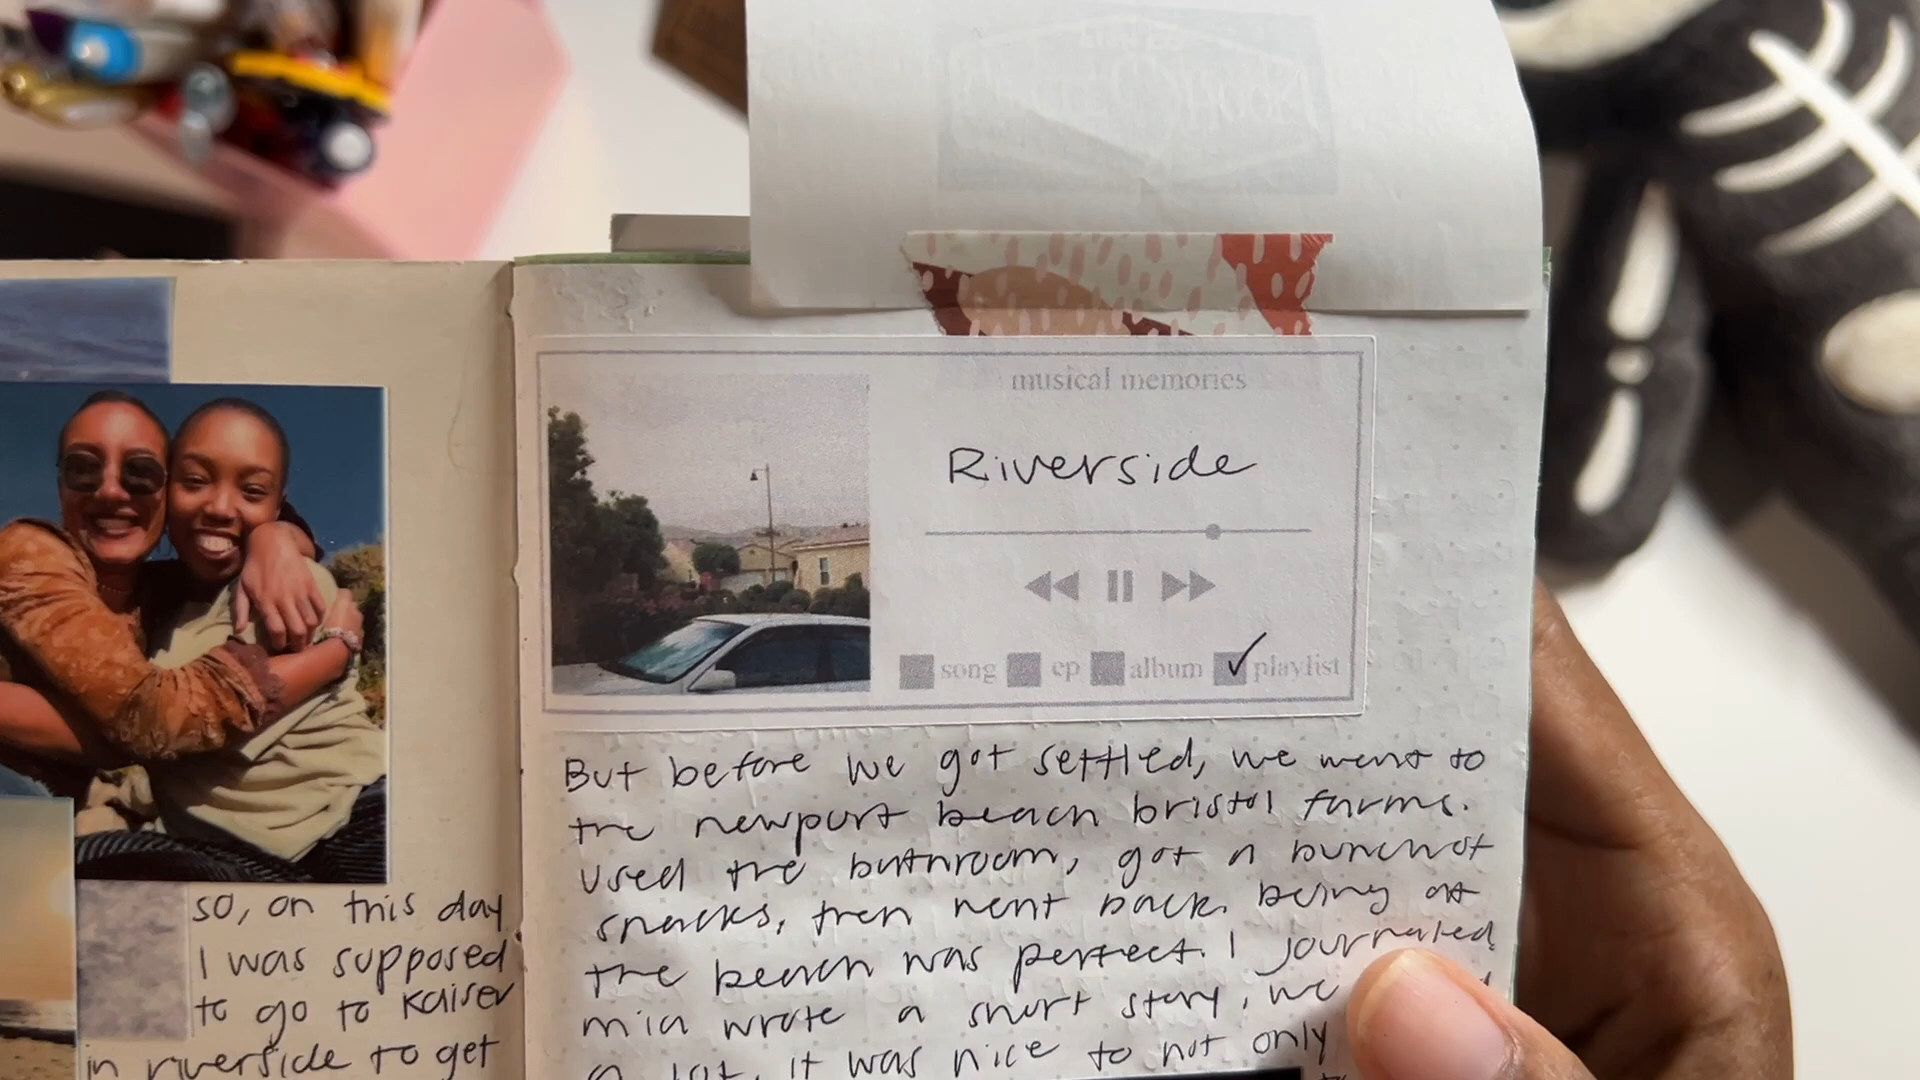 so, on this day
I was supposed
to go to Kaiser
in riverside to get
musical memories
Riverside
song ep album playlist
But before we got settled, we went to
the newport beach bristol farms.
used the bathroom, got a bunch of
snacks, then went back. being at
the beach was perfect. I journaled,
mia wrote a short story, we
a lot. it was nice to not only